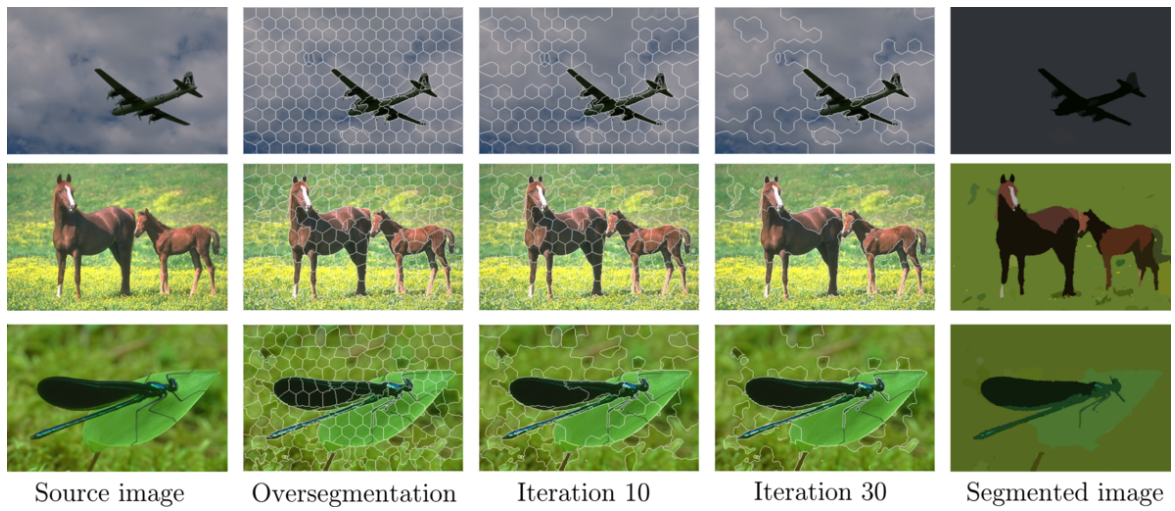 Source image
Oversegmentation
Iteration 10
Iteration 30
Segmented image